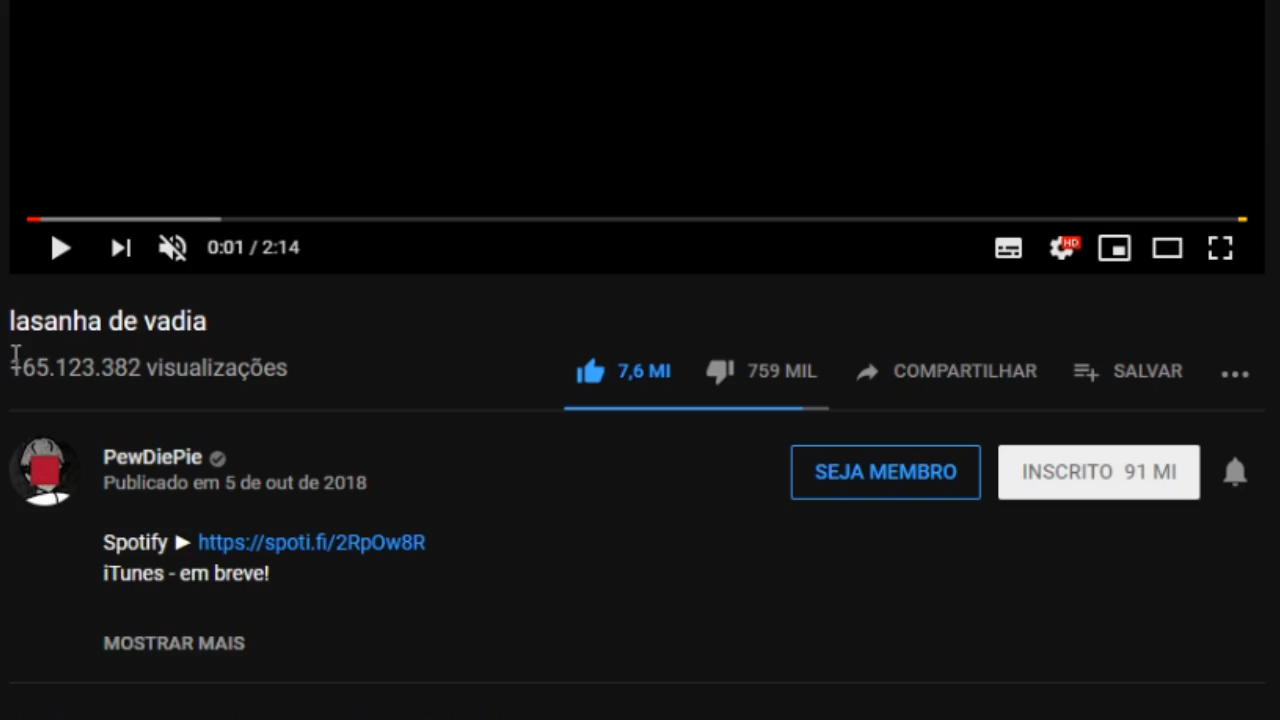 HD
0:01 / 2:14
lasanha de vadia
165.123.382 visualizações
7,6 MI 759 MIL COMPARTILHAR SALVAR
PewDiePie
Publicado em 5 de out de 2018
SEJA MEMBRO INSCRITO 91 MI
Spotify ► https://spoti.fi/2RpOw8R
iTunes - em breve!
MOSTRAR MAIS